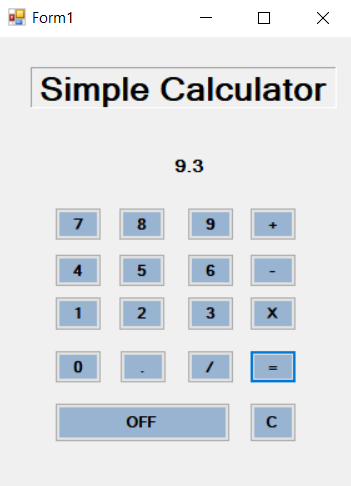 Form1
Simple Calculator
9.3
7 8 9 +
4 5 6 -
1 2 3 X
0 . / =
OFF C